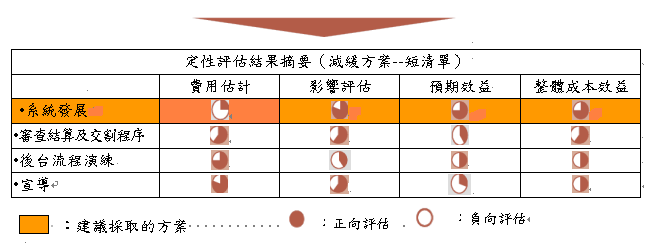 定性評估結果摘要（減緩方案--短清單）
費用估計 影響評估 預期效益 整體成本效益
•系統發展
•審查結算及交割程序
•後台流程演練
•宣導
：建議採取的方案 ：正向評估 ：負向評估